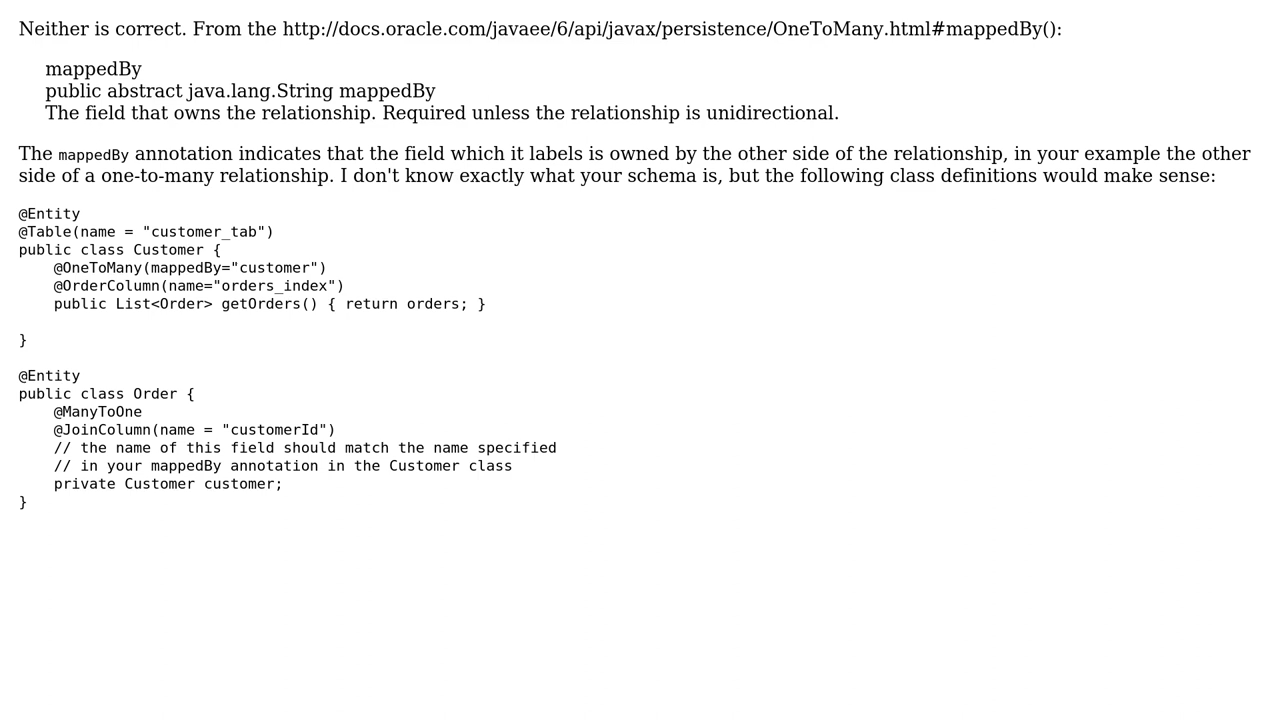 Neither is correct. From the http://docs.oracle.com/javaee/6/api/javax/persistence/OneToMany.html#mappedBy():
mappedBy
public abstract java.lang.String mappedBy
The field that owns the relationship. Required unless the relationship is unidirectional.
The mappedBy annotation indicates that the field which it labels is owned by the other side of the relationship, in your example the other
side of a one-to-many relationship. I don't know exactly what your schema is, but the following class definitions would make sense:
@Entity
@Table(name = "customer_tab")
public class Customer {
    @OneToMany(mappedBy="customer")
    @OrderColumn(name="orders_index")
    public List<Order> getOrders() { return orders; }
}
@Entity
public class Order {
    @ManyToOne
    @JoinColumn(name = "customerId")
    // the name of this field should match the name specified
    // in your mappedBy annotation in the Customer class
    private Customer customer;
}